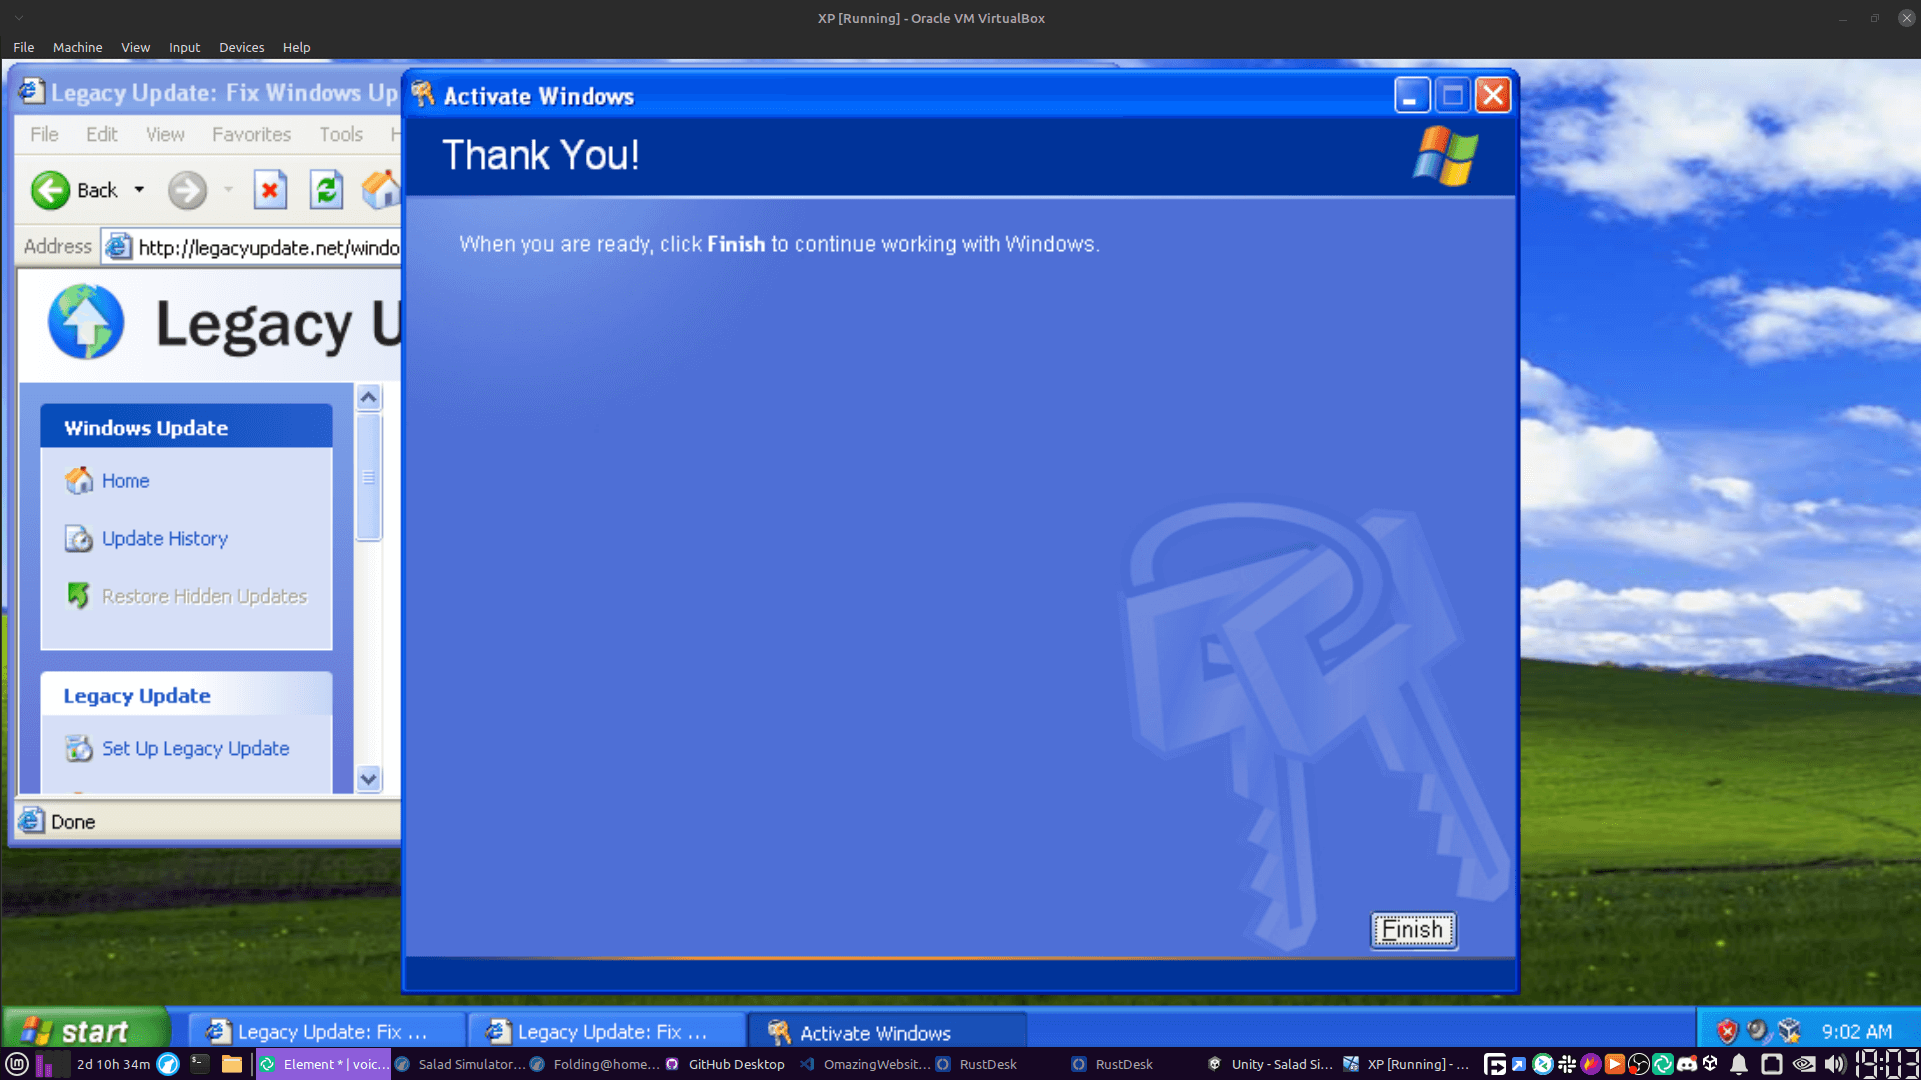 XP [Running] - Oracle VM VirtualBox
File Machine View Input Devices Help
Legacy Update: Fix Windows Up
File Edit View Favorites Tools H
Back
Address http://legacyupdate.net/windo
Legacy U
Windows Update
Home
Update History
Restore Hidden Updates
Legacy Update
Set Up Legacy Update
Done
Activate Windows
Thank You!
When you are ready, click Finish to continue working with Windows.
Finish
start Legacy Update: Fix ... Legacy Update: Fix ... Activate Windows 9:02 AM
2d 10h 34m Element * | voic... Salad Simulator... Folding@home... GitHub Desktop OmazingWebsit... RustDesk RustDesk Unity - Salad Si... XP [Running] - ... 19:03